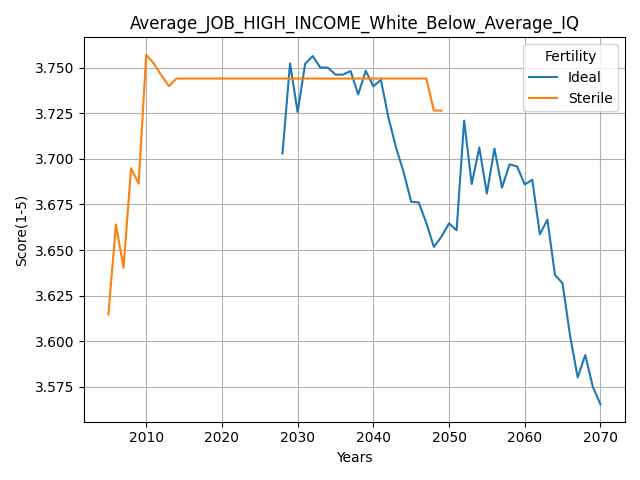 Average_JOB_HIGH_INCOME_White_Below_Average_IQ
Fertility
Ideal
Sterile
Score(1-5)
3.750
3.725
3.700
3.675
3.650
3.625
3.600
3.575
2010 2020 2030 2040 2050 2060 2070
Years